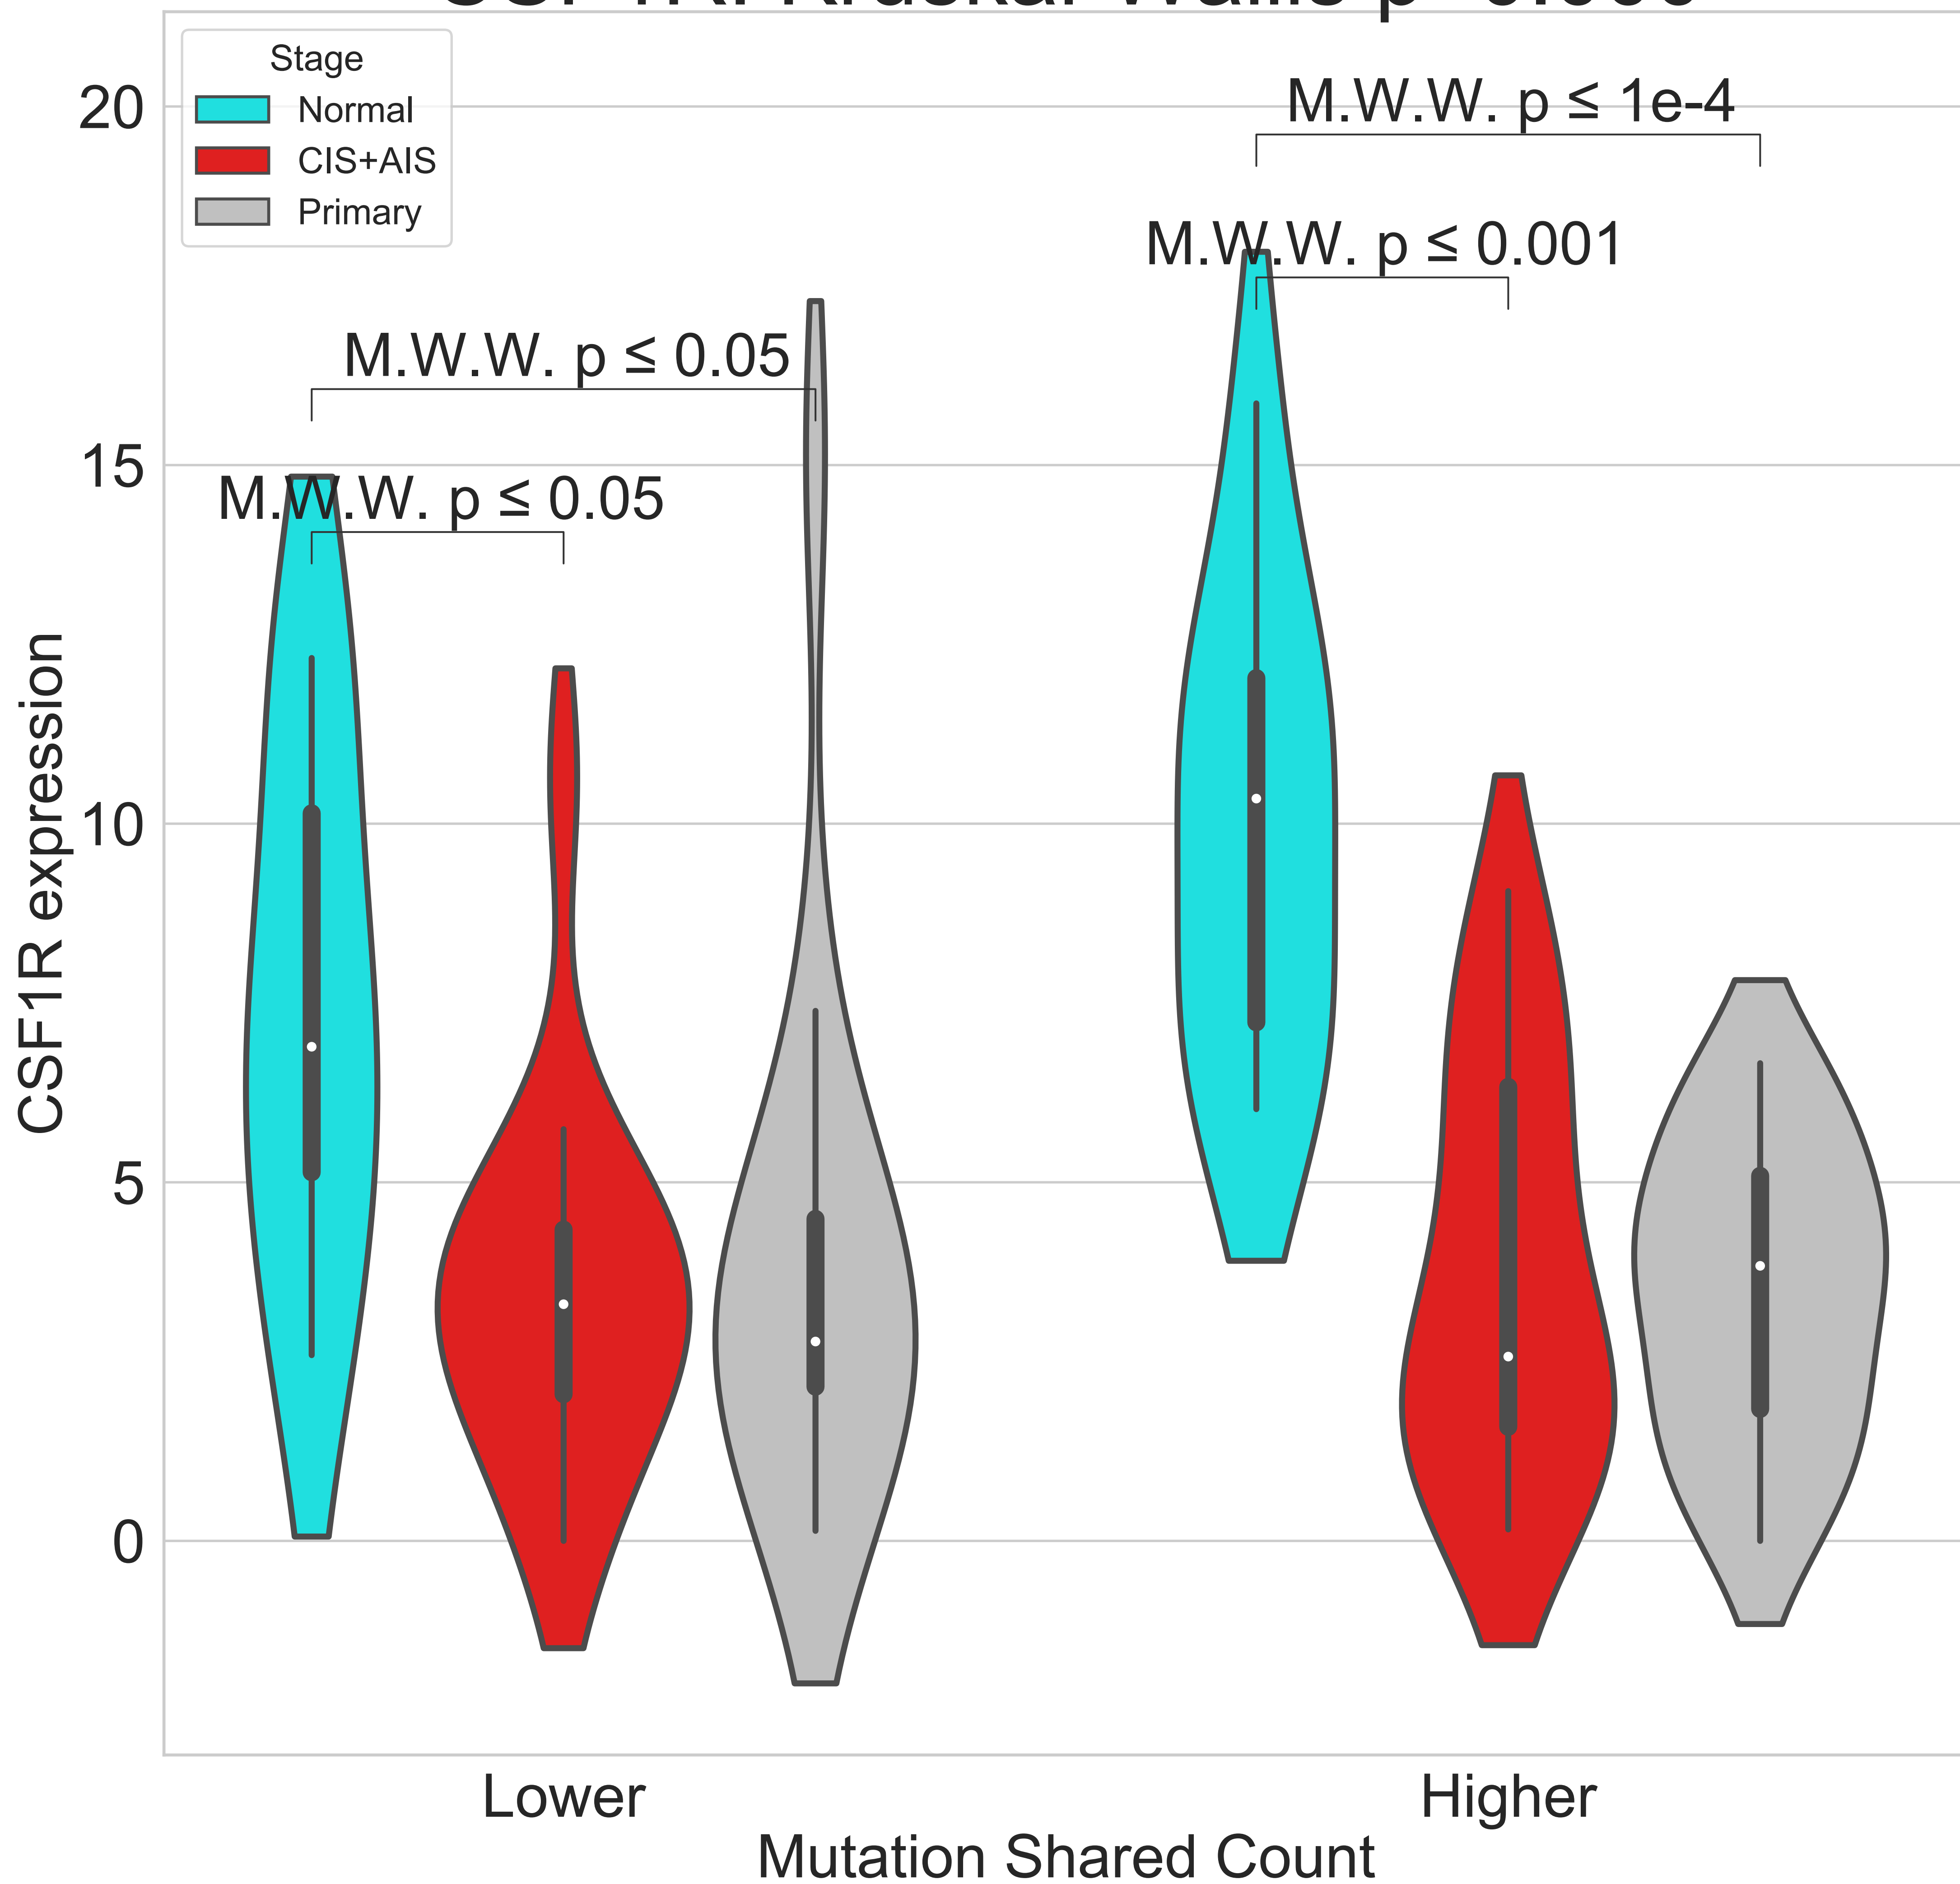 Stage
Normal
CIS+AIS
Primary
M.W.W. p ≤ 1e-4
M.W.W. p ≤ 0.001
M.W.W. p ≤ 0.05
M.W.W. p ≤ 0.05
20
15
10
5
0
CSF1R expression
Lower
Higher
Mutation Shared Count